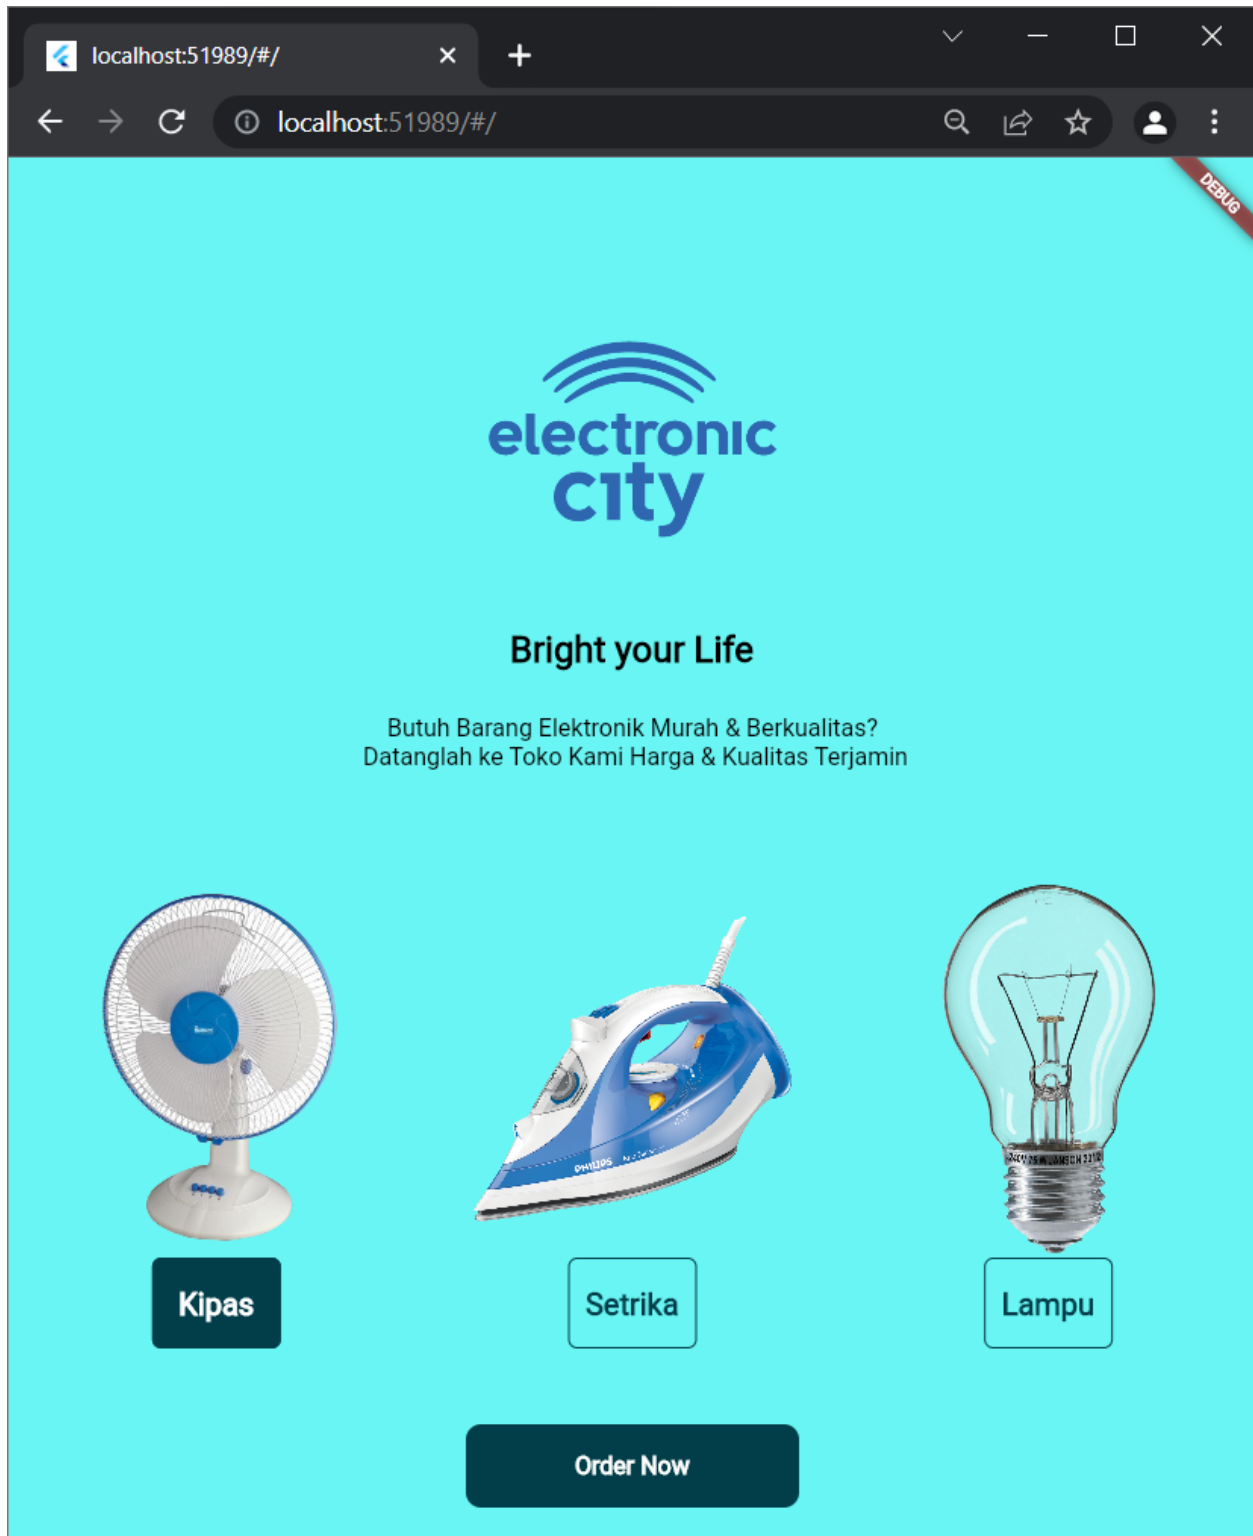 localhost:51989/#/
localhost:51989/#/
DEBUG
electronic
city
Bright your Life
Butuh Barang Elektronik Murah & Berkualitas?
Datanglah ke Toko Kami Harga & Kualitas Terjamin
PHILIPS
Kipas
Setrika
Lampu
Order Now